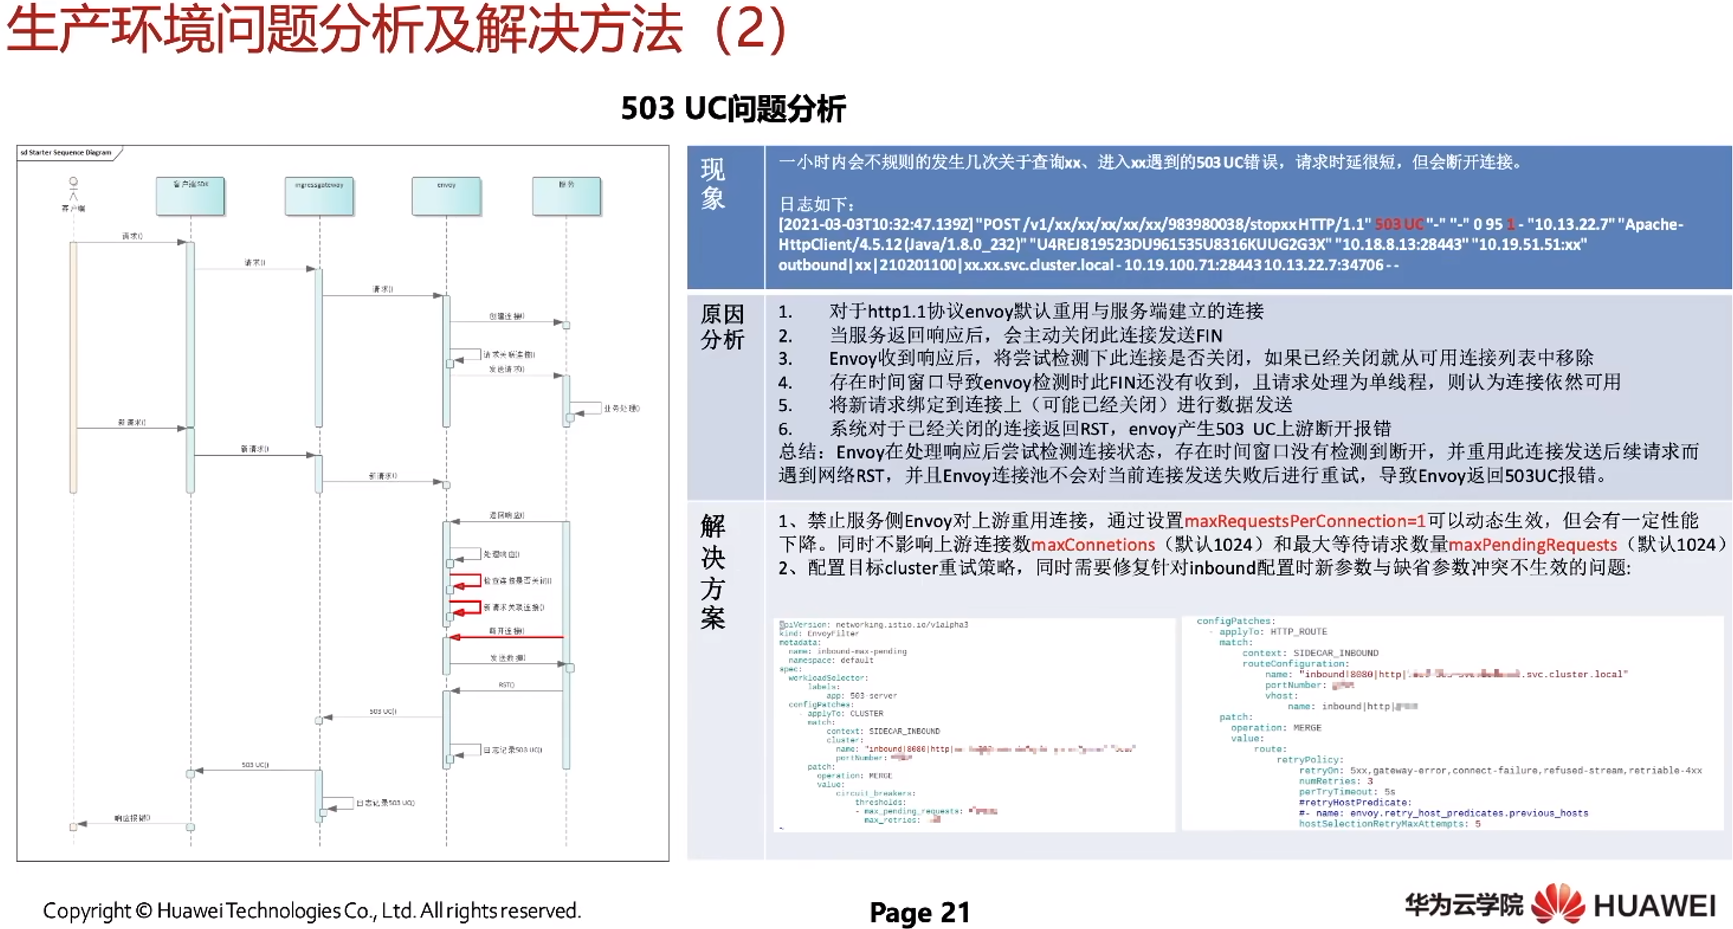 生产环境问题分析及解决方法（2）
503 UC问题分析
sd Starter Sequence Diagram
客户端
客户端SDK
ingressgateway
envoy
服务
请求()
请求()
请求()
创建连接()
请求关联连接()
发送请求()
业务处理()
新请求()
新请求()
新请求()
返回响应()
处理响应()
检查连接是否关闭()
新请求关联连接()
断开连接()
发送数据()
RST()
503 UC()
日志记录503 UC()
503 UC()
日志记录503 UC()
响应报错()
现象
一小时内会不规则的发生几次关于查询xx、进入xx遇到的503 UC错误，请求时延很短，但会断开连接。
日志如下：
[2021-03-03T10:32:47.139Z] "POST /v1/xx/xx/xx/xx/xx/983980038/stopxx HTTP/1.1" 503 UC "-" "-" 0 95 1 - "10.13.22.7" "Apache-
HttpClient/4.5.12 (Java/1.8.0_232)" "U4REJ819523DU961535U8316KUUG2G3X" "10.18.8.13:28443" "10.19.51.51:xx"
outbound|xx|210201100|xx.xx.svc.cluster.local - 10.19.100.71:28443 10.13.22.7:34706 - -
原因分析
1. 对于http1.1协议envoy默认重用与服务端建立的连接
2. 当服务返回响应后，会主动关闭此连接发送FIN
3. Envoy收到响应后，将尝试检测下此连接是否关闭，如果已经关闭就从可用连接列表中移除
4. 存在时间窗口导致envoy检测时此FIN还没有收到，且请求处理为单线程，则认为连接依然可用
5. 将新请求绑定到连接上（可能已经关闭）进行数据发送
6. 系统对于已经关闭的连接返回RST，envoy产生503 UC上游断开报错
总结：Envoy在处理响应后尝试检测连接状态，存在时间窗口没有检测到断开，并重用此连接发送后续请求而
遇到网络RST，并且Envoy连接池不会对当前连接发送失败后进行重试，导致Envoy返回503UC报错。
解决方案
1、禁止服务侧Envoy对上游重用连接，通过设置maxRequestsPerConnection=1可以动态生效，但会有一定性能
下降。同时不影响上游连接数maxConnetions（默认1024）和最大等待请求数量maxPendingRequests（默认1024）
2、配置目标cluster重试策略，同时需要修复针对inbound配置时新参数与缺省参数冲突不生效的问题:
apiVersion: networking.istio.io/v1alpha3
kind: EnvoyFilter
metadata:
name: inbound-max-pending
namespace: default
spec:
workloadSelector:
labels:
app: 503-server
configPatches:
- applyTo: CLUSTER
match:
context: SIDECAR_INBOUND
cluster:
name: "inbound|8080|http|
portNumber:
patch:
operation: MERGE
value:
circuit_breakers:
thresholds:
- max_pending_requests:
max_retries:
configPatches:
- applyTo: HTTP_ROUTE
match:
context: SIDECAR_INBOUND
routeConfiguration:
name: "inbound|8080|http| .svc.cluster.local"
portNumber:
vhost:
name: inbound|http|
patch:
operation: MERGE
value:
route:
retryPolicy:
retryOn: 5xx,gateway-error,connect-failure,refused-stream,retriable-4xx
numRetries: 3
perTryTimeout: 5s
#retryHostPredicate:
#- name: envoy.retry_host_predicates.previous_hosts
hostSelectionRetryMaxAttempts: 5
Copyright © Huawei Technologies Co., Ltd. All rights reserved.
Page 21
华为云学院 HUAWEI